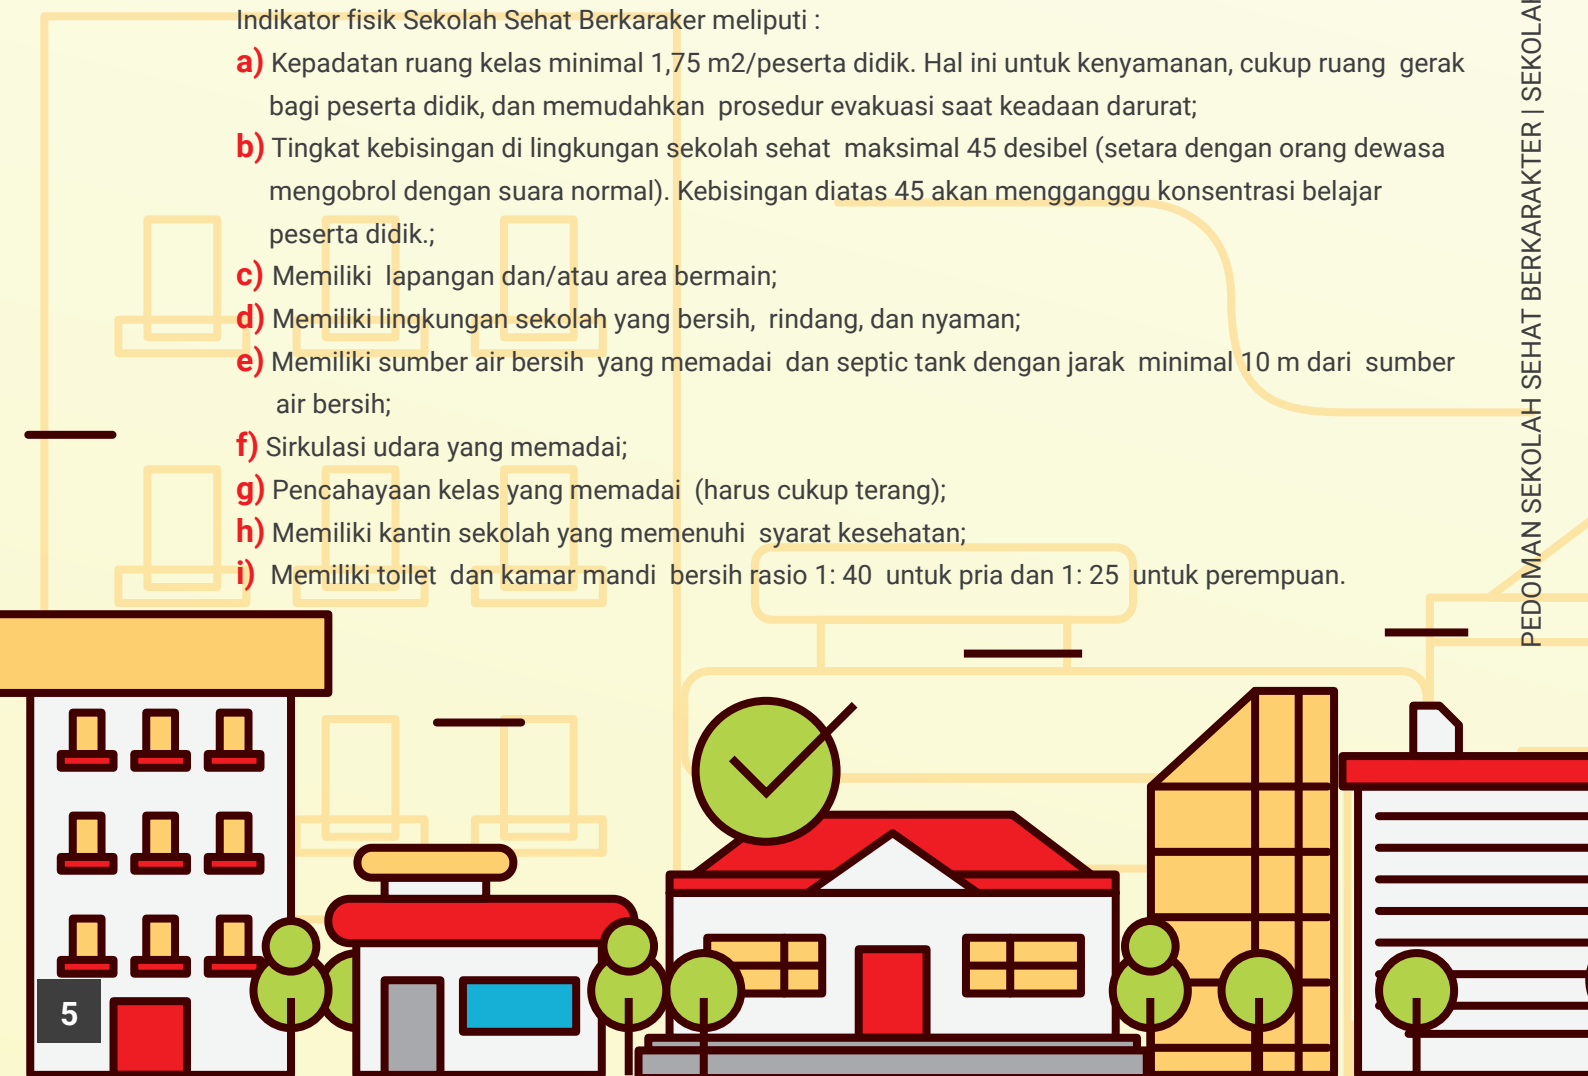 Indikator fisik Sekolah Sehat Berkaraker meliputi :
a) Kepadatan ruang kelas minimal 1,75 m2/peserta didik. Hal ini untuk kenyamanan, cukup ruang gerak
bagi peserta didik, dan memudahkan prosedur evakuasi saat keadaan darurat;
b) Tingkat kebisingan di lingkungan sekolah sehat maksimal 45 desibel (setara dengan orang dewasa
mengobrol dengan suara normal). Kebisingan diatas 45 akan mengganggu konsentrasi belajar
peserta didik.;
c) Memiliki lapangan dan/atau area bermain;
d) Memiliki lingkungan sekolah yang bersih, rindang, dan nyaman;
e) Memiliki sumber air bersih yang memadai dan septic tank dengan jarak minimal 10 m dari sumber
air bersih;
f) Sirkulasi udara yang memadai;
g) Pencahayaan kelas yang memadai (harus cukup terang);
h) Memiliki kantin sekolah yang memenuhi syarat kesehatan;
i) Memiliki toilet dan kamar mandi bersih rasio 1: 40 untuk pria dan 1: 25 untuk perempuan.
PEDOMAN SEKOLAH SEHAT BERKARAKTER | SEKOLAH
5